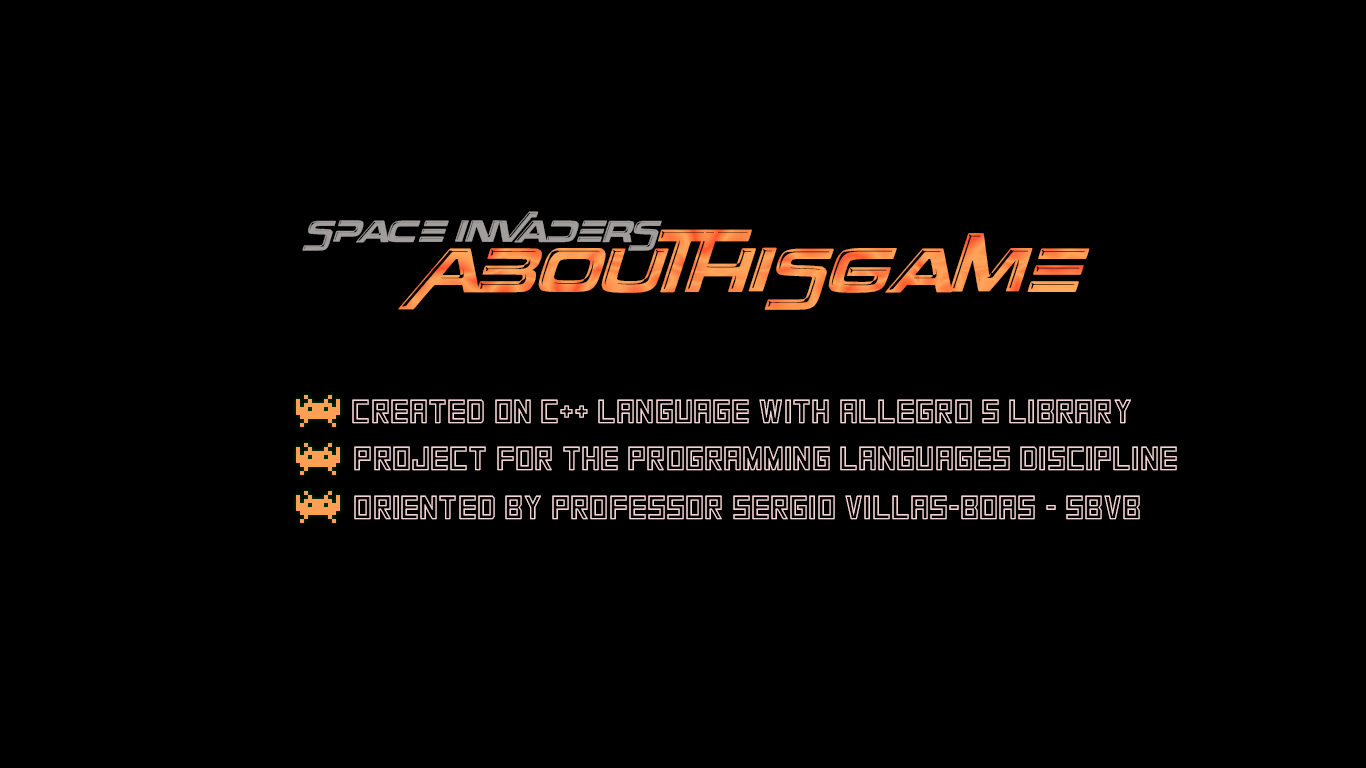 SPACE INVADERS
ABOUTHISGAME
CREATED ON C++ LANGUAGE WITH ALLEGRO 5 LIBRARY
PROJECT FOR THE PROGRAMMING LANGUAGES DISCIPLINE
ORIENTED BY PROFESSOR SERGIO VILLAS-BOAS - SBVB